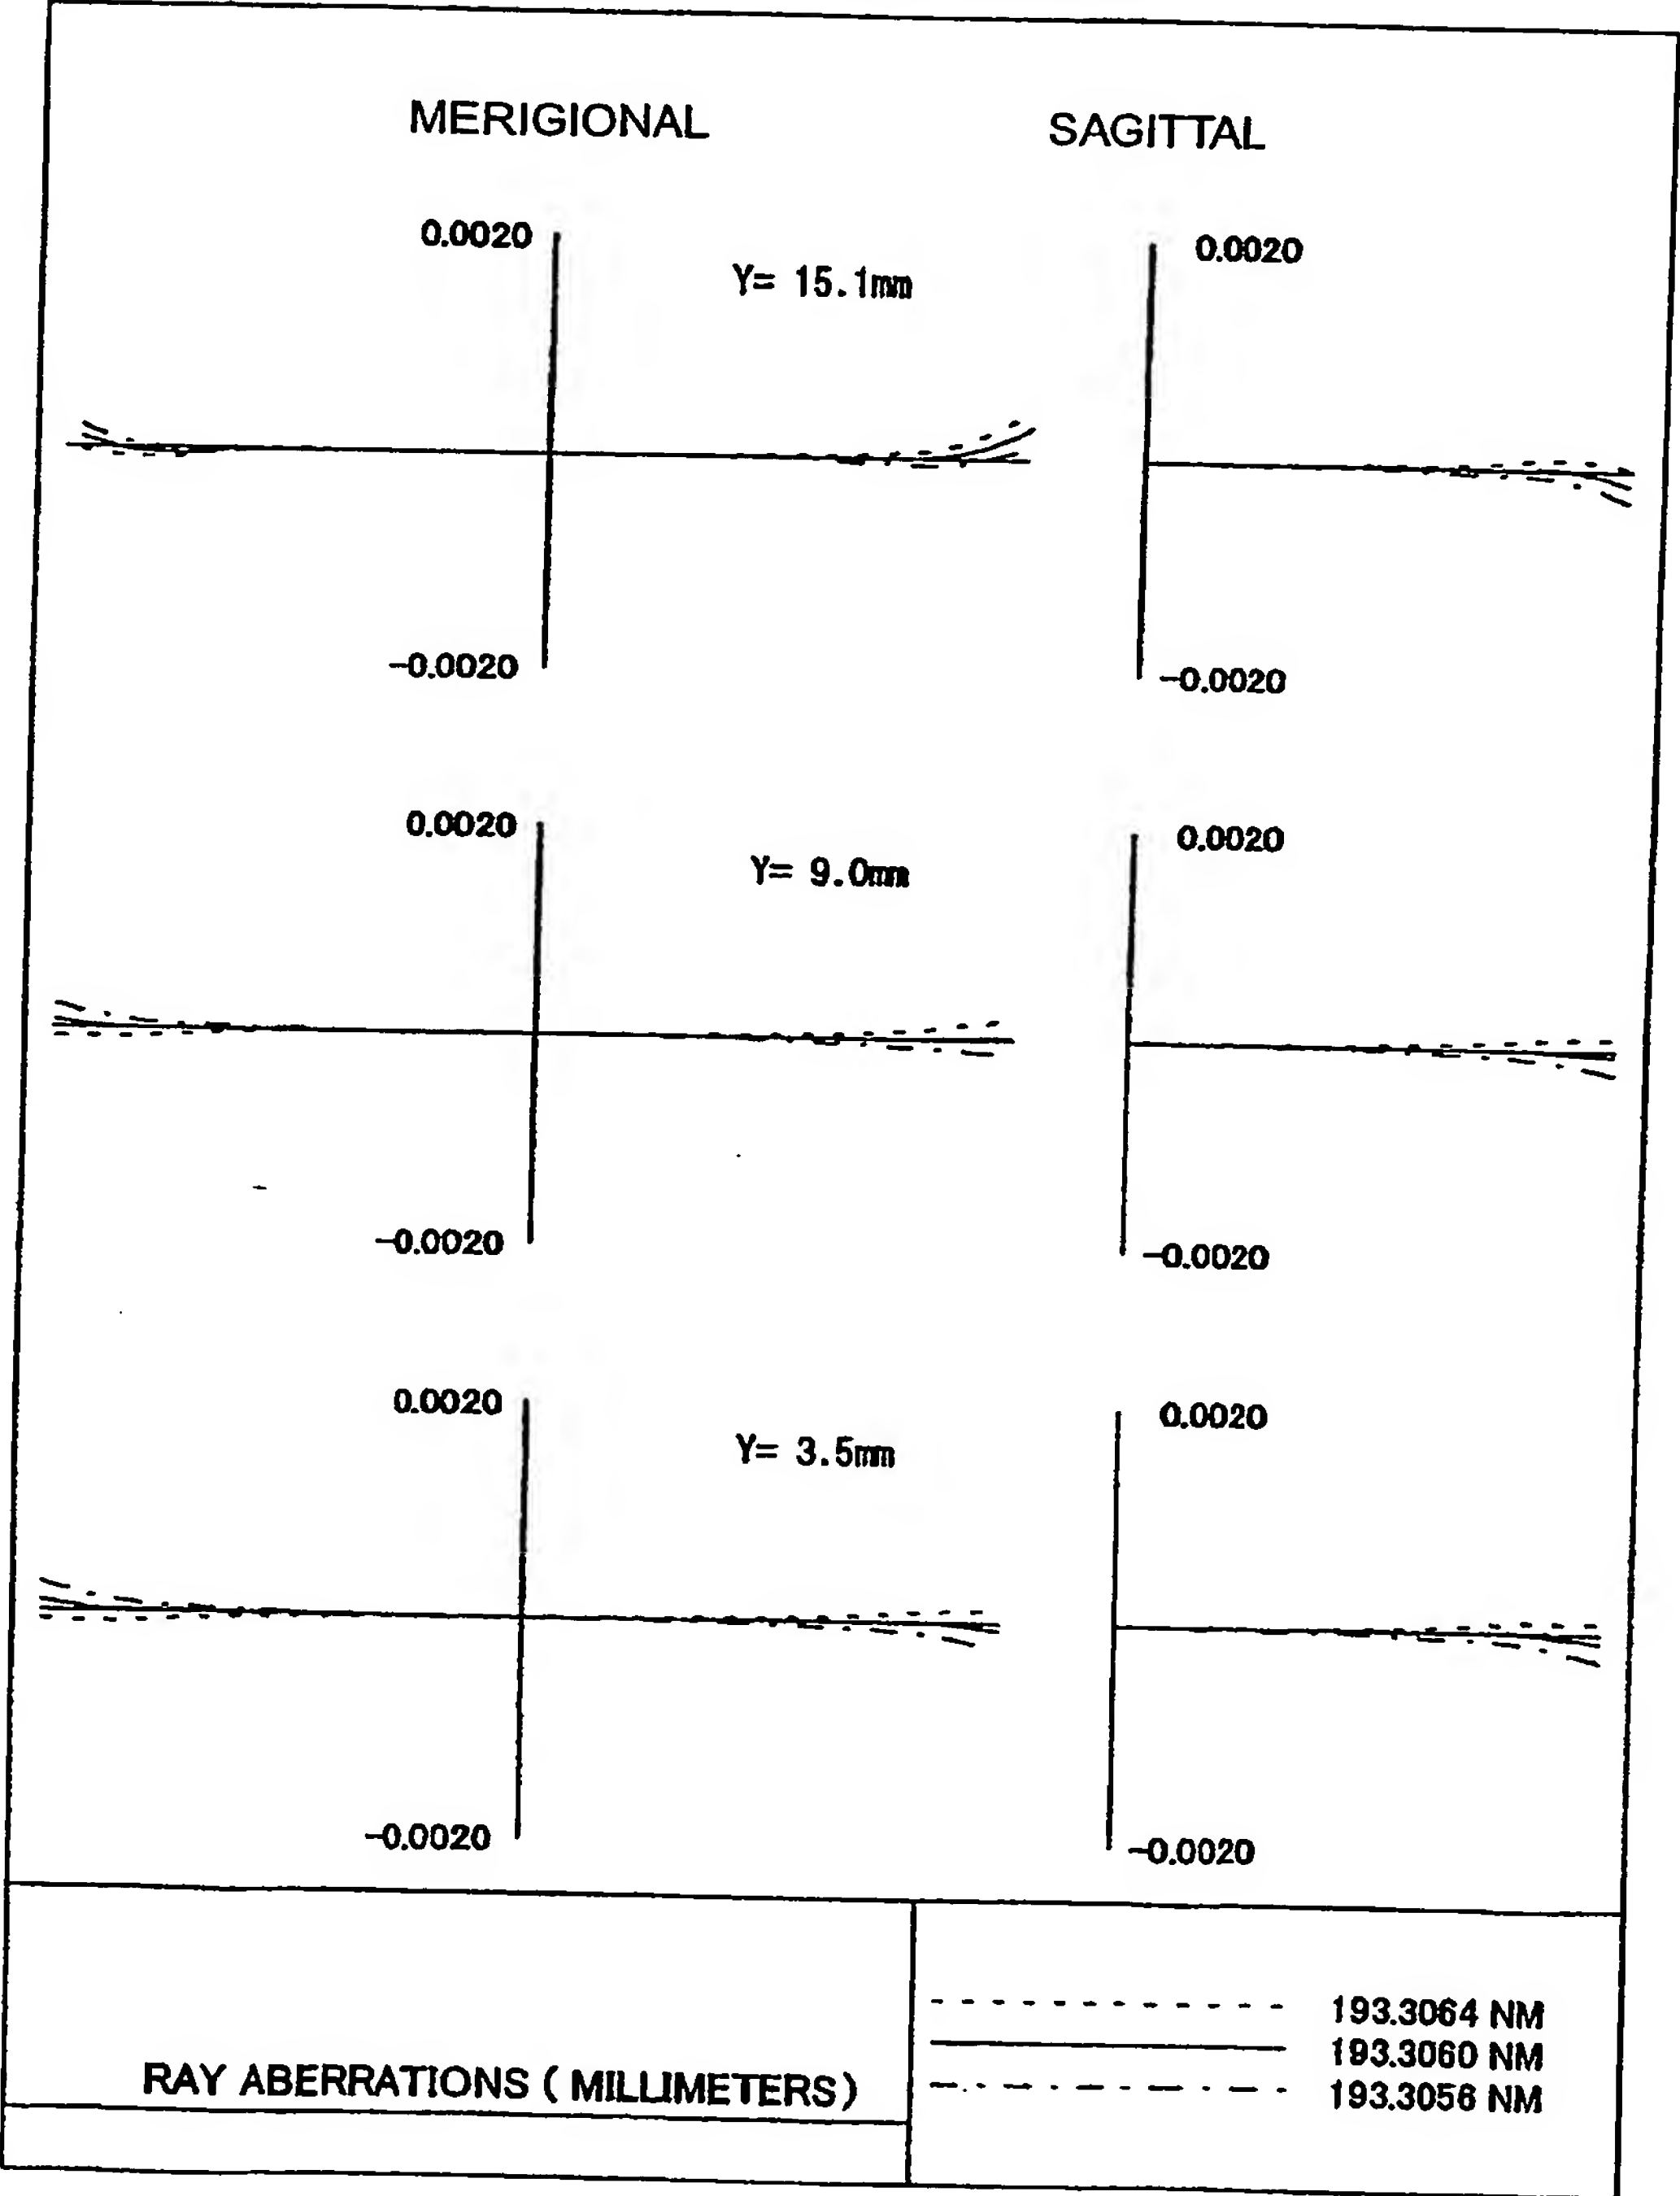 MERIGIONAL
SAGITTAL
0.0020
Y= 15.1mm
0.0020
-0.0020
-0.0020
0.0020
Y= 9.0mm
0.0020
-0.0020
-0.0020
0.0020
Y= 3.5mm
0.0020
-0.0020
-0.0020
193.3064 NM
193.3060 NM
RAY ABERRATIONS ( MILLIMETERS)
193.3056 NM